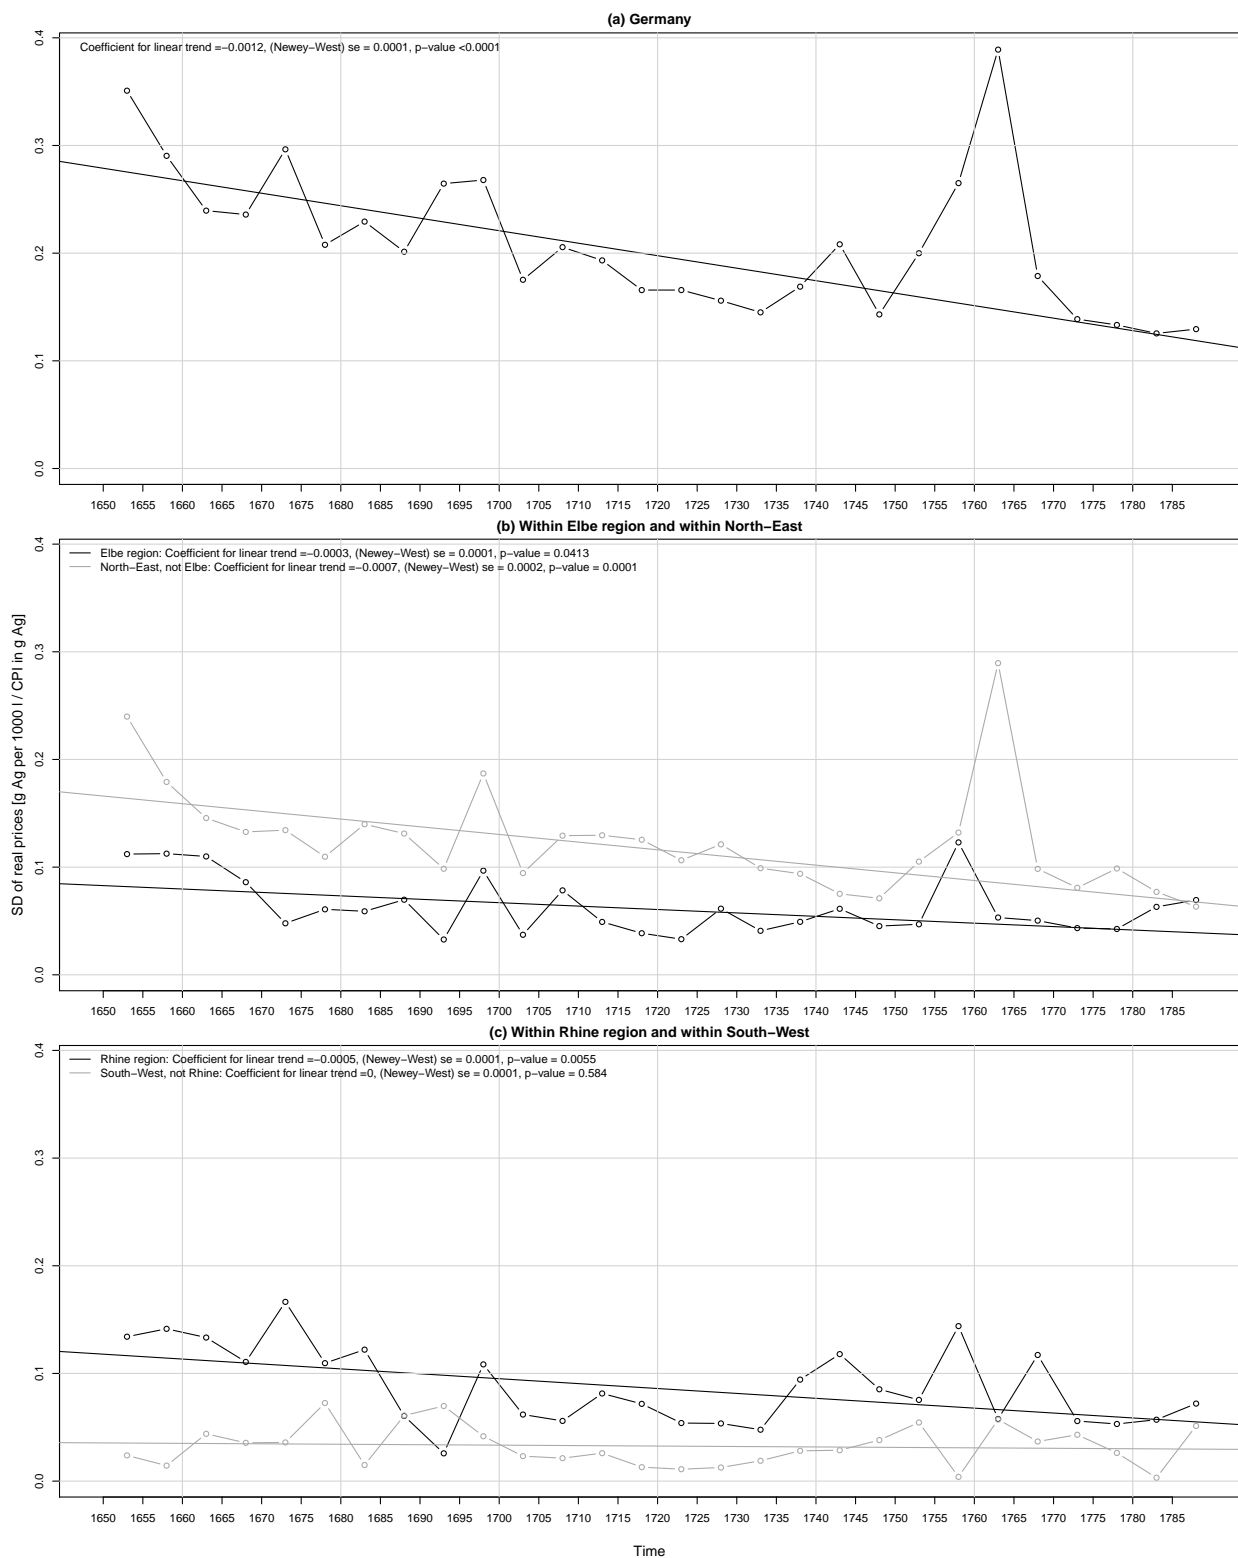 (a) Germany
Coefficient for linear trend =−0.0012, (Newey−West) se = 0.0001, p−value <0.0001
0.4
0.3
0.2
0.1
0.0
1650 1655 1660 1665 1670 1675 1680 1685 1690 1695 1700 1705 1710 1715 1720 1725 1730 1735 1740 1745 1750 1755 1760 1765 1770 1775 1780 1785
(b) Within Elbe region and within North−East
Elbe region: Coefficient for linear trend =−0.0003, (Newey−West) se = 0.0001, p−value = 0.0413
North−East, not Elbe: Coefficient for linear trend =−0.0007, (Newey−West) se = 0.0002, p−value = 0.0001
0.4
0.3
0.2
0.1
0.0
SD of real prices [g Ag per 1000 l / CPI in g Ag]
1650 1655 1660 1665 1670 1675 1680 1685 1690 1695 1700 1705 1710 1715 1720 1725 1730 1735 1740 1745 1750 1755 1760 1765 1770 1775 1780 1785
(c) Within Rhine region and within South−West
Rhine region: Coefficient for linear trend =−0.0005, (Newey−West) se = 0.0001, p−value = 0.0055
South−West, not Rhine: Coefficient for linear trend =0, (Newey−West) se = 0.0001, p−value = 0.584
0.4
0.3
0.2
0.1
0.0
1650 1655 1660 1665 1670 1675 1680 1685 1690 1695 1700 1705 1710 1715 1720 1725 1730 1735 1740 1745 1750 1755 1760 1765 1770 1775 1780 1785
Time